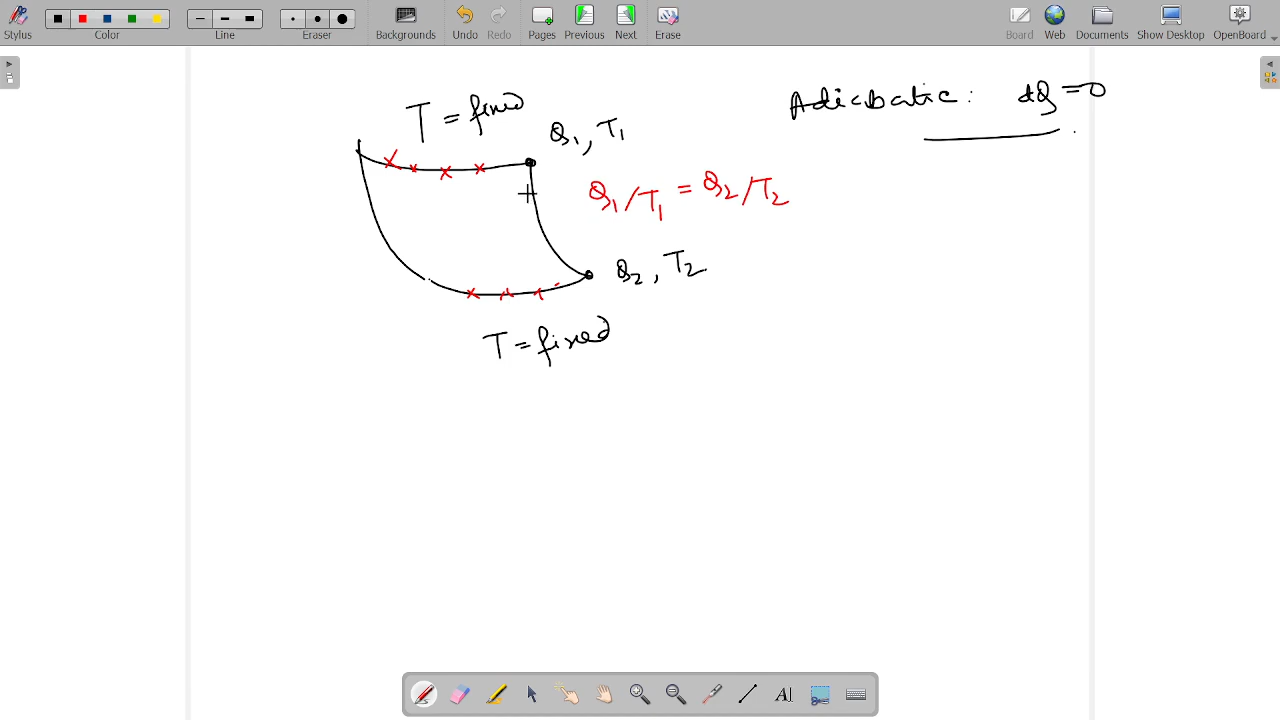 Stylus
Color
Line
Eraser
Backgrounds
Undo
Redo
Pages
Previous
Next
Erase
Board
Web
Documents
Show Desktop
OpenBoard
T = fixed
Q1, T1
Adiabatic: dQ = 0
Q1/T1 = Q2/T2
Q2, T2
T = fixed